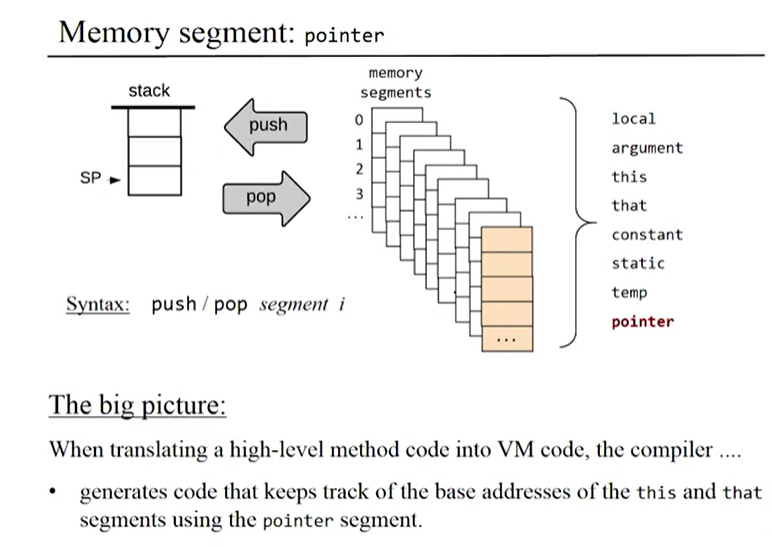 Memory segment: pointer
stack
memory
segments
push
pop
SP
0
1
2
3
...
...
local
argument
this
that
constant
static
temp
pointer
Syntax: push / pop segment i
The big picture:
When translating a high-level method code into VM code, the compiler ....
• generates code that keeps track of the base addresses of the this and that
segments using the pointer segment.